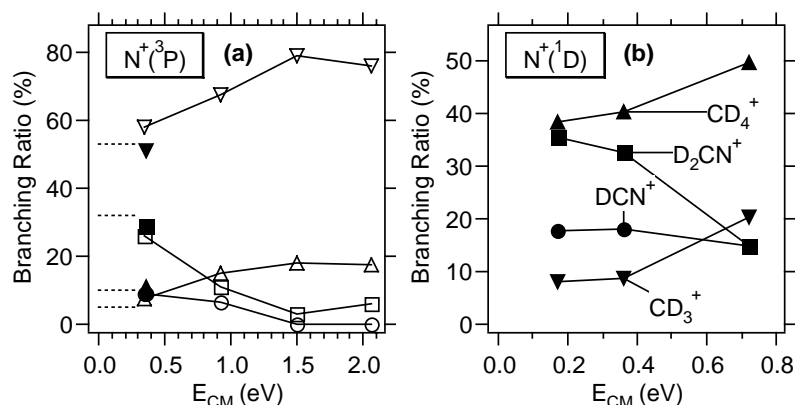 N⁺(³P) (a)
Branching Ratio (%)
80
60
40
20
0
0.0 0.5 1.0 1.5 2.0
E_CM (eV)
N⁺(¹D) (b)
Branching Ratio (%)
50
40
30
20
10
0
CD₄⁺
D₂CN⁺
DCN⁺
CD₃⁺
0.0 0.2 0.4 0.6 0.8
E_CM (eV)